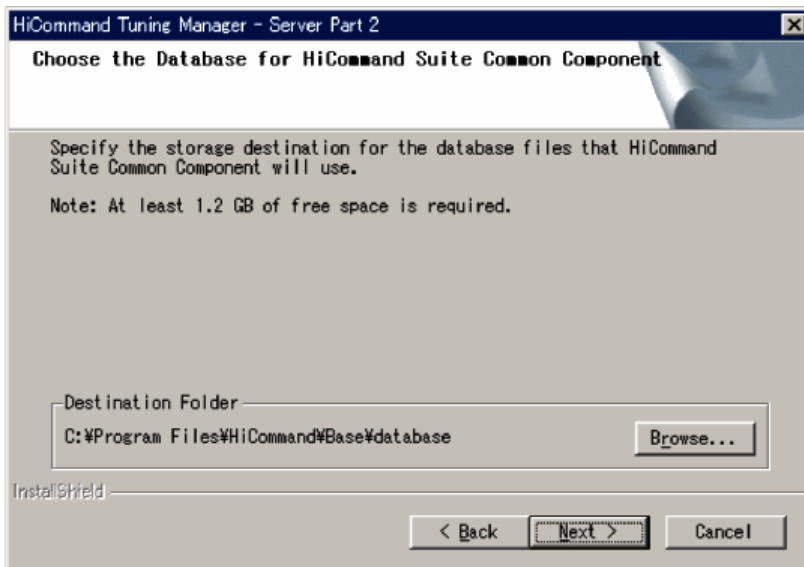 HiCommand Tuning Manager - Server Part 2
Choose the Database for HiCommand Suite Common Component
Specify the storage destination for the database files that HiCommand
Suite Common Component will use.
Note: At least 1.2 GB of free space is required.
Destination Folder
C:¥Program Files¥HiCommand¥Base¥database
Browse...
InstallShield
< Back
Next >
Cancel